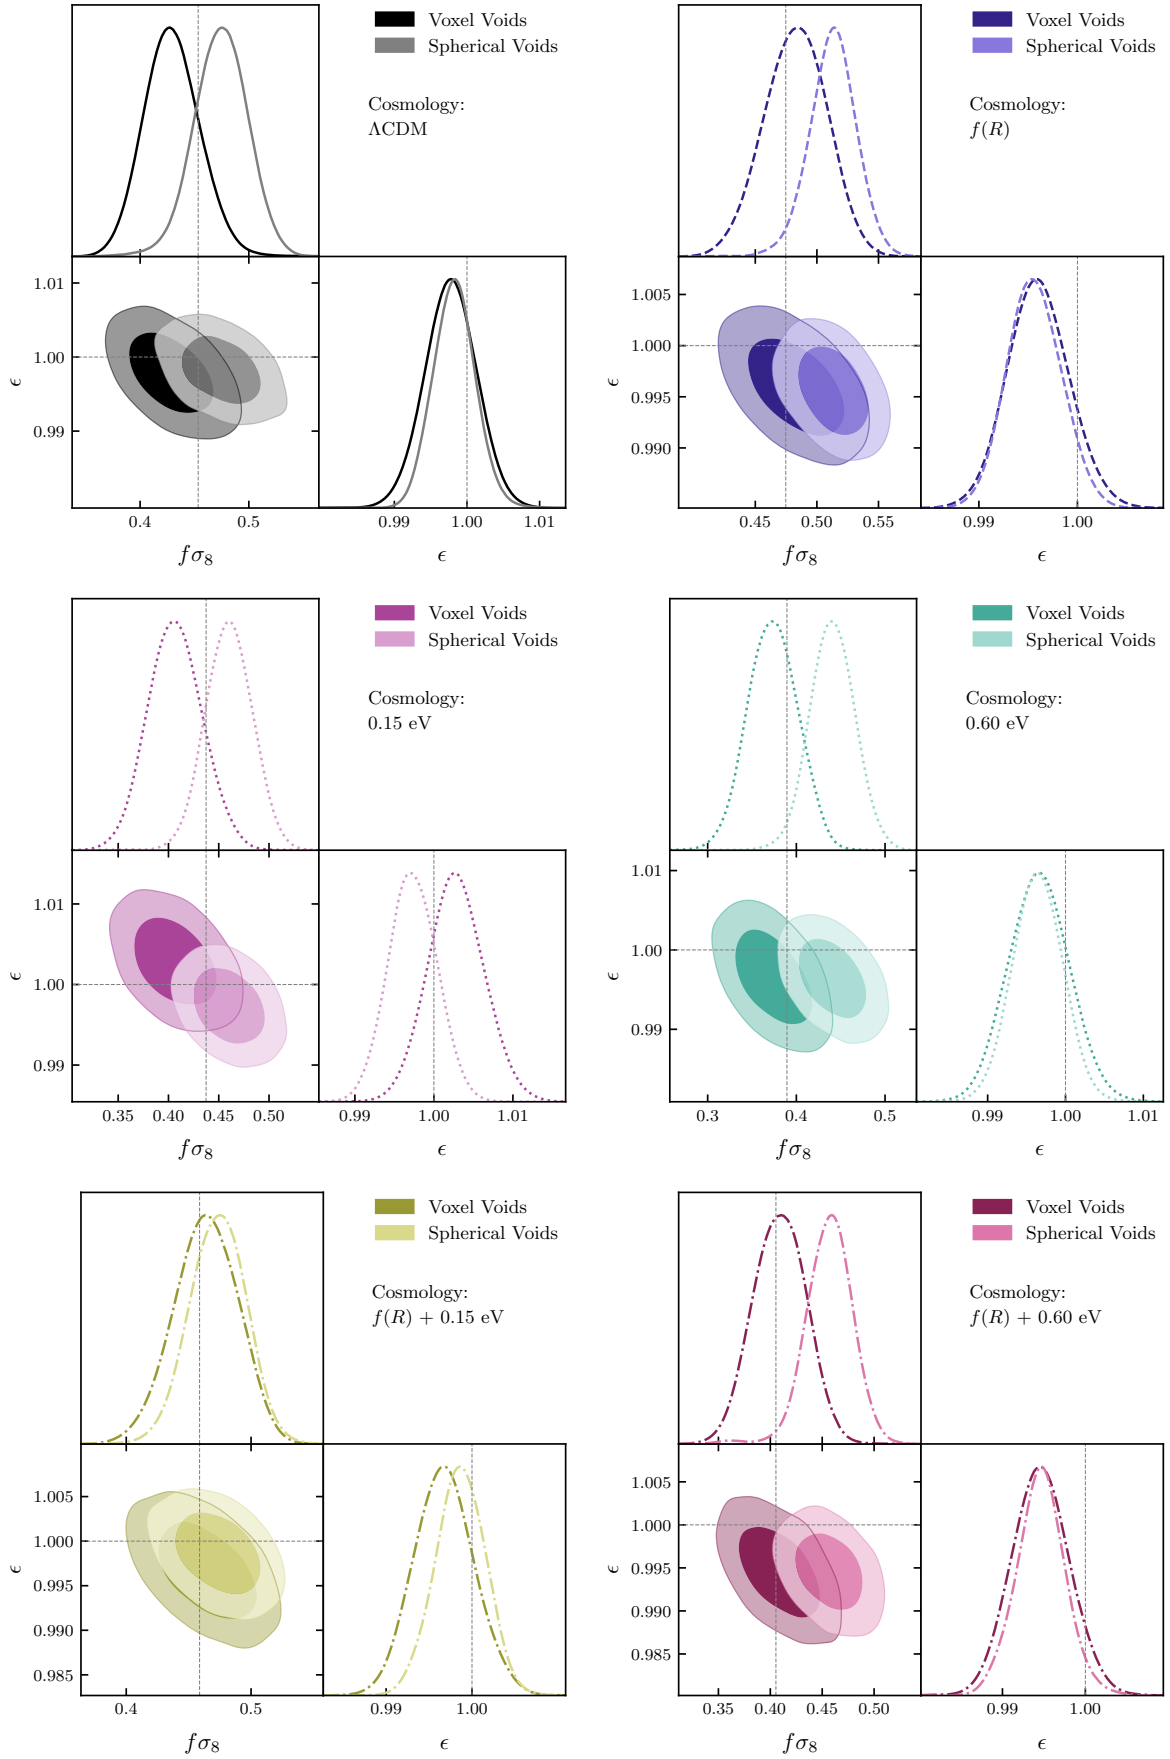 Voxel Voids
Spherical Voids
Cosmology:
ΛCDM
1.01
1.00
0.99
ϵ
0.4 0.5
fσ8
0.99 1.00 1.01
ϵ
Voxel Voids
Spherical Voids
Cosmology:
f(R)
1.005
1.000
0.995
0.990
ϵ
0.45 0.50 0.55
fσ8
0.99 1.00
ϵ
Voxel Voids
Spherical Voids
Cosmology:
0.15 eV
1.01
1.00
0.99
ϵ
0.35 0.40 0.45 0.50
fσ8
0.99 1.00 1.01
ϵ
Voxel Voids
Spherical Voids
Cosmology:
0.60 eV
1.01
1.00
0.99
ϵ
0.3 0.4 0.5
fσ8
0.99 1.00 1.01
ϵ
Voxel Voids
Spherical Voids
Cosmology:
f(R) + 0.15 eV
1.005
1.000
0.995
0.990
0.985
ϵ
0.4 0.5
fσ8
0.99 1.00
ϵ
Voxel Voids
Spherical Voids
Cosmology:
f(R) + 0.60 eV
1.005
1.000
0.995
0.990
0.985
ϵ
0.35 0.40 0.45 0.50
fσ8
0.99 1.00
ϵ